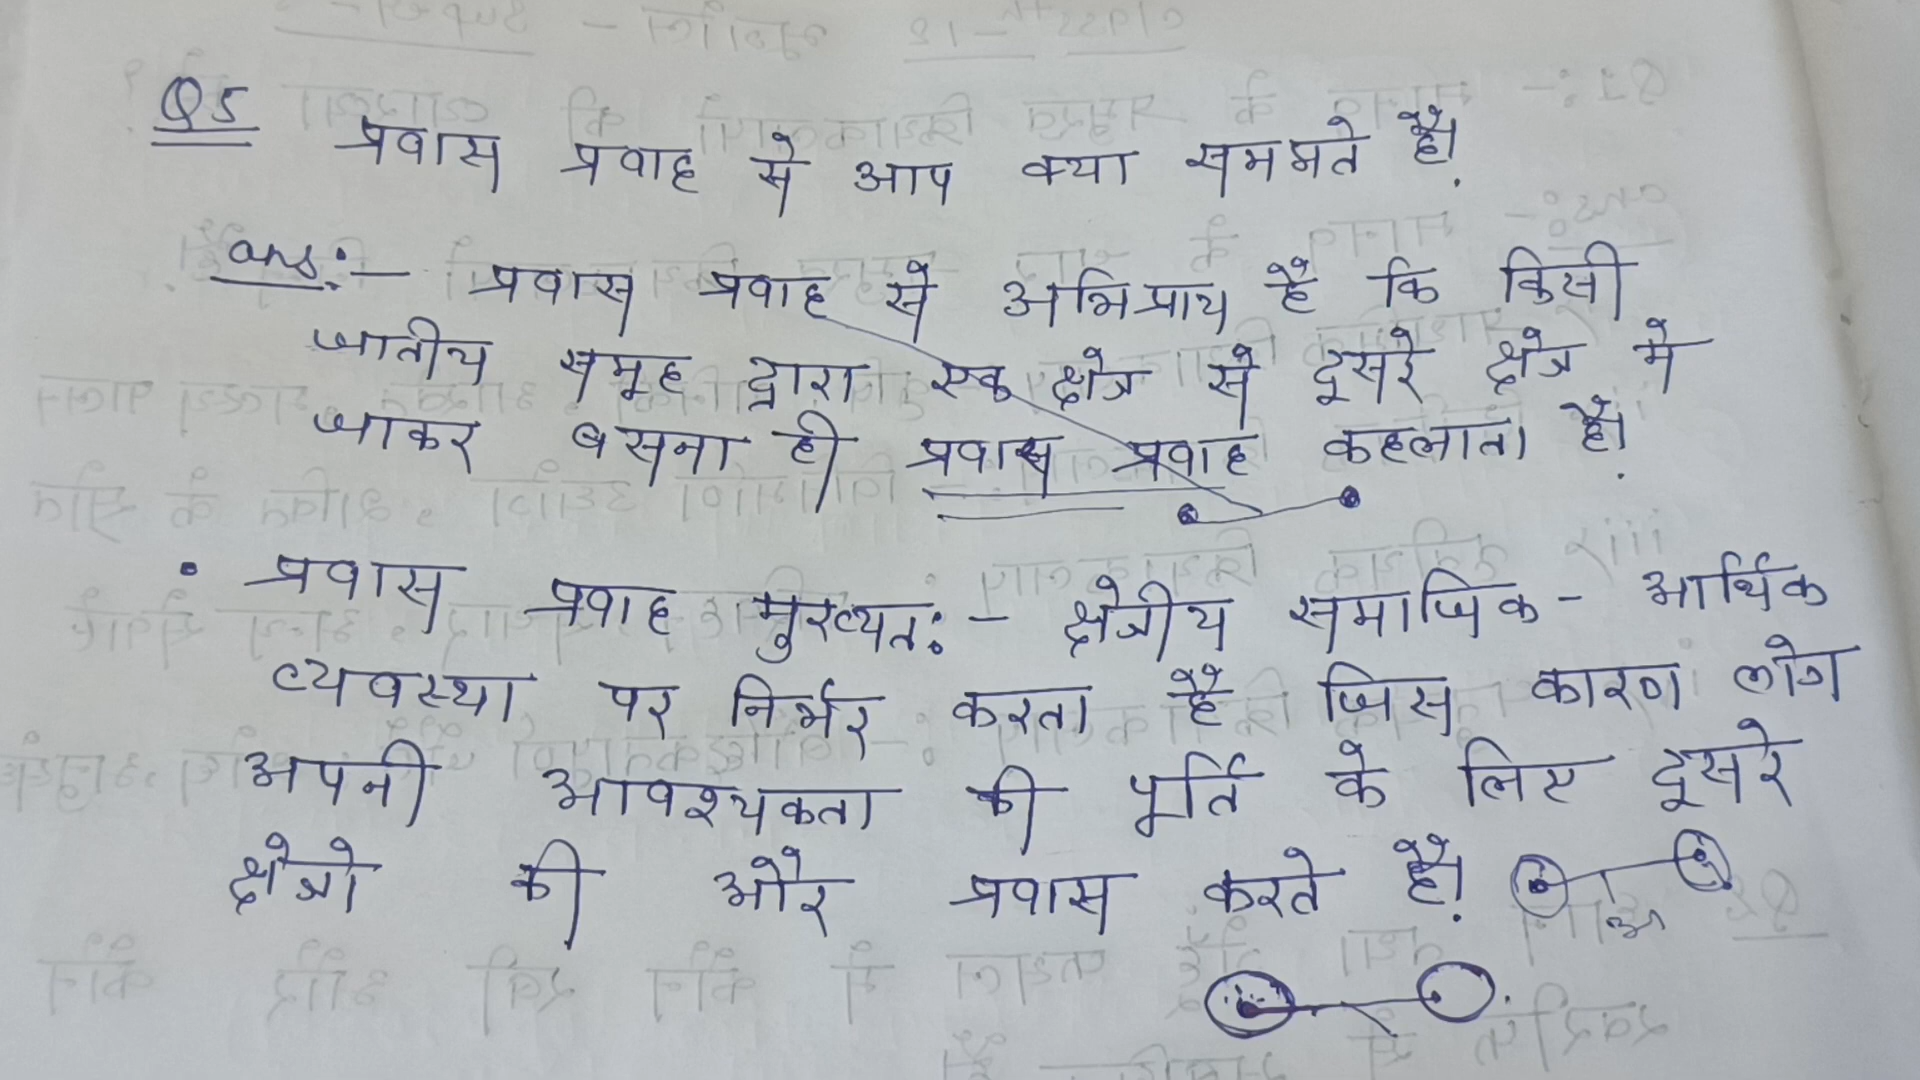 Q5 प्रवास प्रवाह से आप क्या समझते है।
ans:- प्रवास प्रवाह से अभिप्राय है कि किसी
जातीय समूह द्वारा एक क्षेत्र से दूसरे क्षेत्र मे
जाकर बसना ही प्रवास प्रवाह कहलाता है।
• प्रवास प्रवाह मुख्यत: - क्षेत्रीय समाजिक - आर्थिक
व्यवस्था पर निर्भर करता है जिस कारण लोग
अपनी आवश्यकता की पूर्ति के लिए दूसरे
क्षेत्रो की और प्रवास करते है।